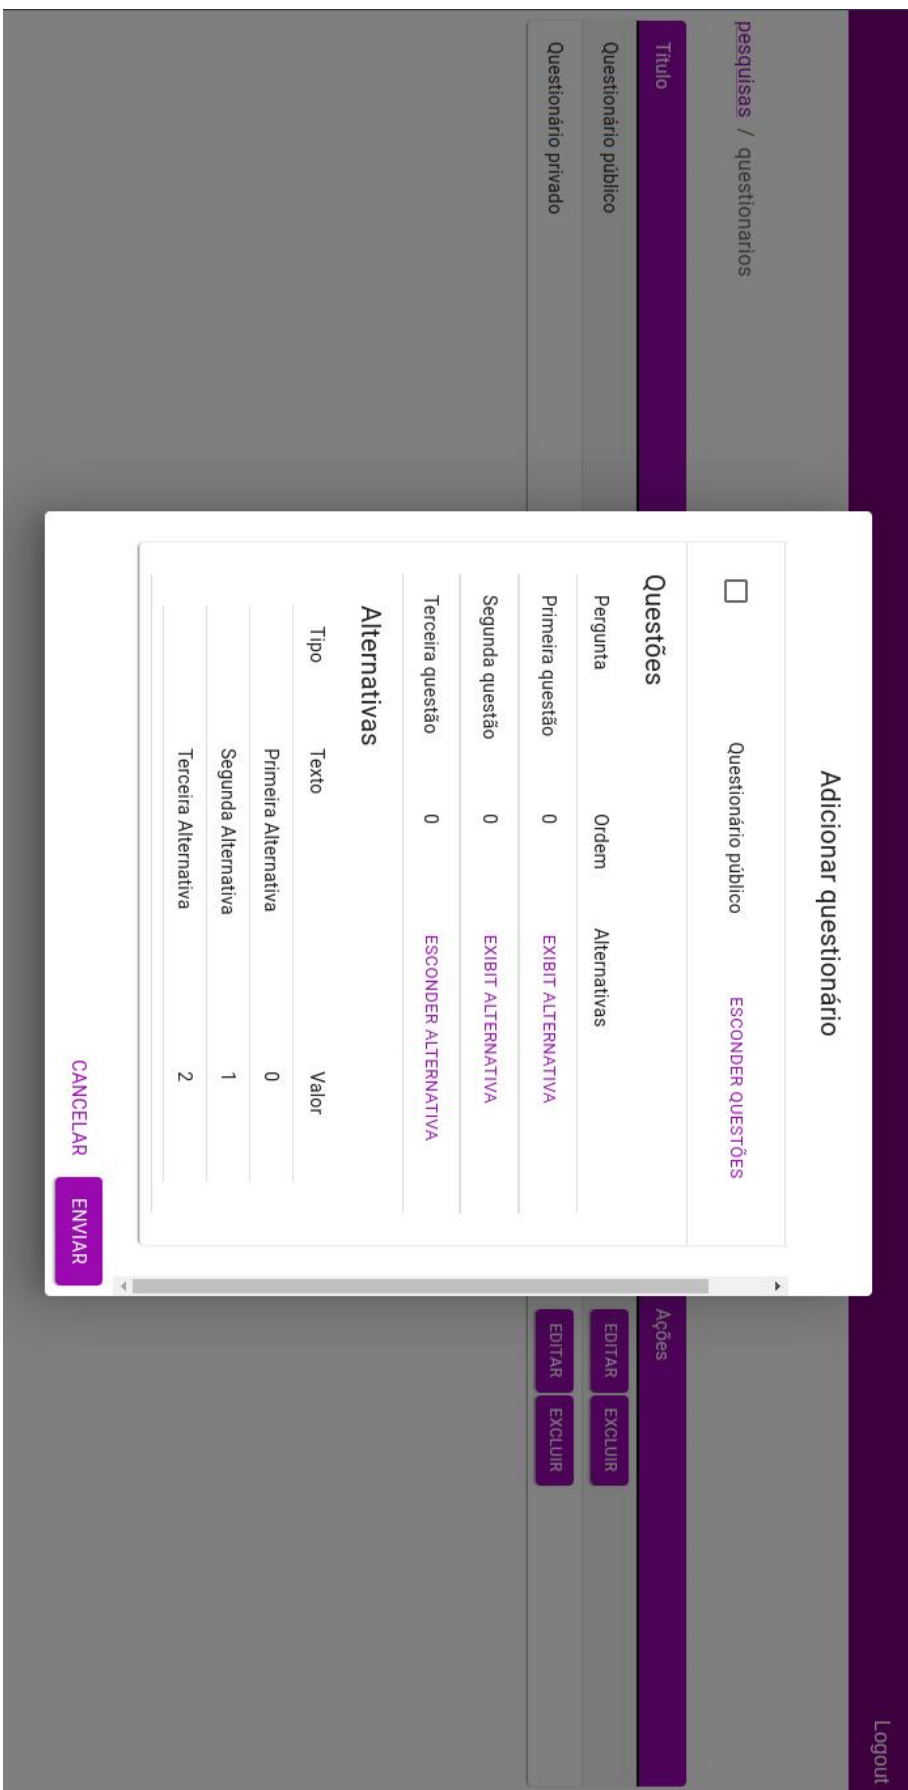 Logout
pesquisas / questionarios
Título Ações
Questionário público EDITAR EXCLUIR
Questionário privado EDITAR EXCLUIR
Adicionar questionário
Questionário público ESCONDER QUESTÕES
Questões
Pergunta Ordem Alternativas
Primeira questão 0 EXIBIT ALTERNATIVA
Segunda questão 0 EXIBIT ALTERNATIVA
Terceira questão 0 ESCONDER ALTERNATIVA
Alternativas
Tipo Texto Valor
Primeira Alternativa 0
Segunda Alternativa 1
Terceira Alternativa 2
CANCELAR ENVIAR